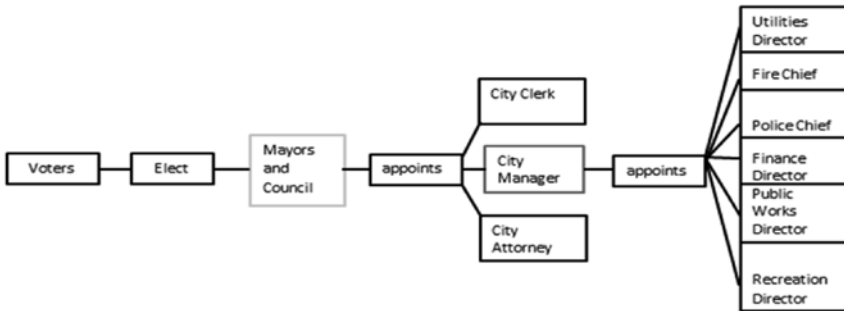 Voters
Elect
Mayors
and
Council
appoints
City Clerk
City
Manager
City
Attorney
appoints
Utilities
Director
Fire Chief
Police Chief
Finance
Director
Public
Works
Director
Recreation
Director